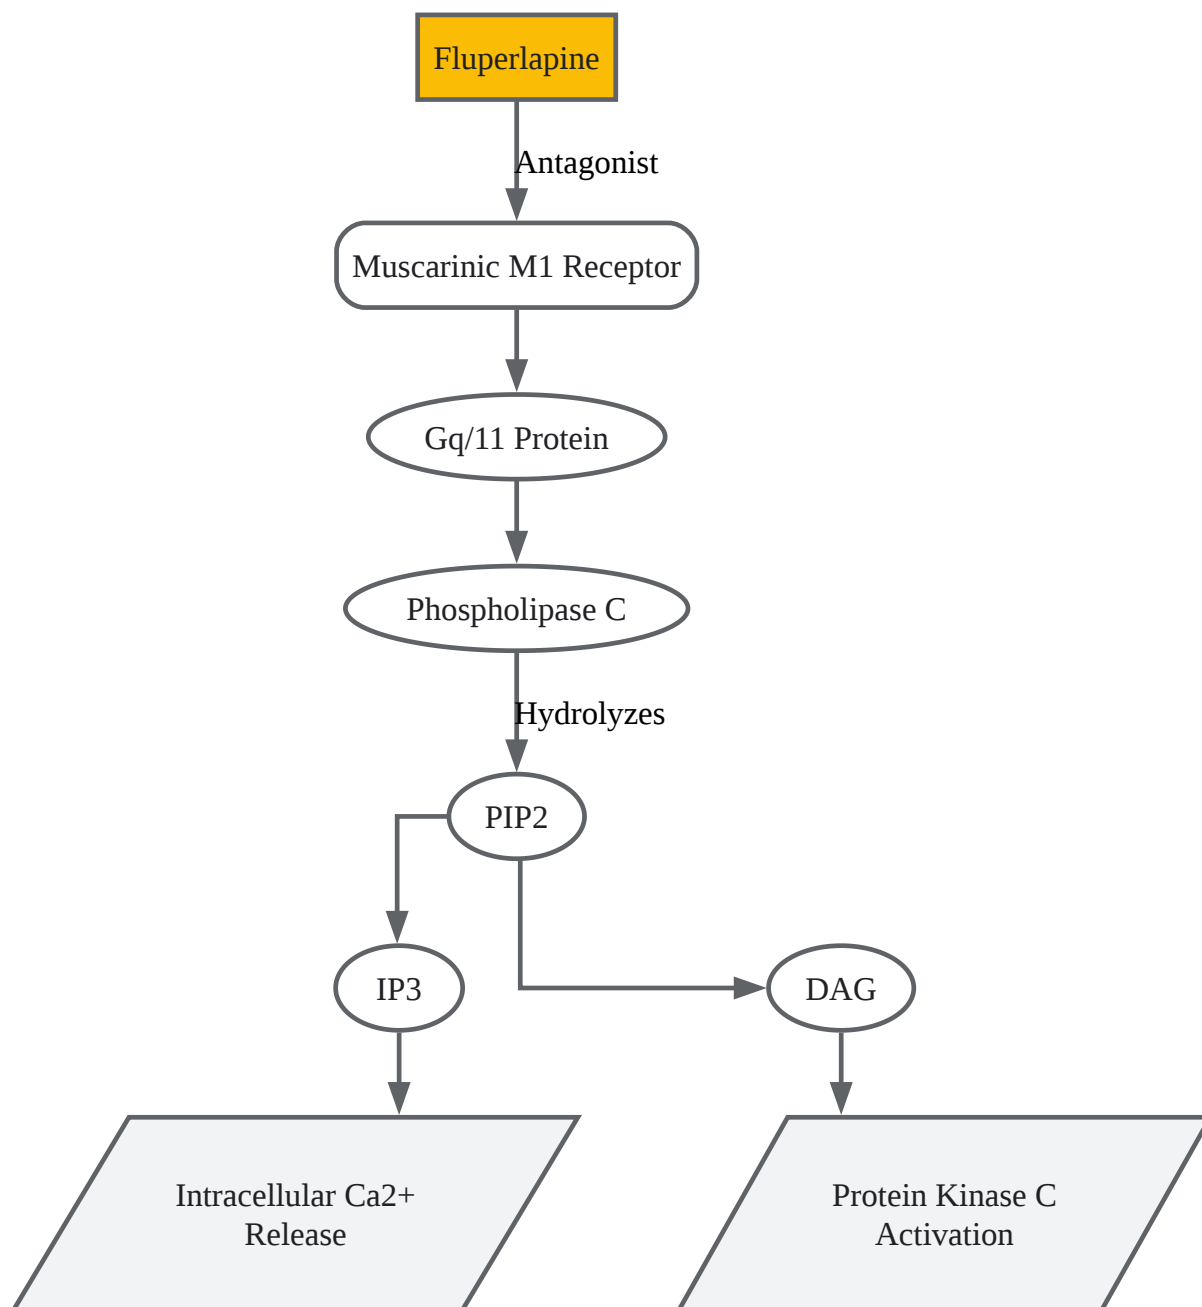 Fluperlapine
Antagonist
Muscarinic M1 Receptor
Gq/11 Protein
Phospholipase C
Hydrolyzes
PIP2
IP3
DAG
Intracellular Ca2+
Release
Protein Kinase C
Activation